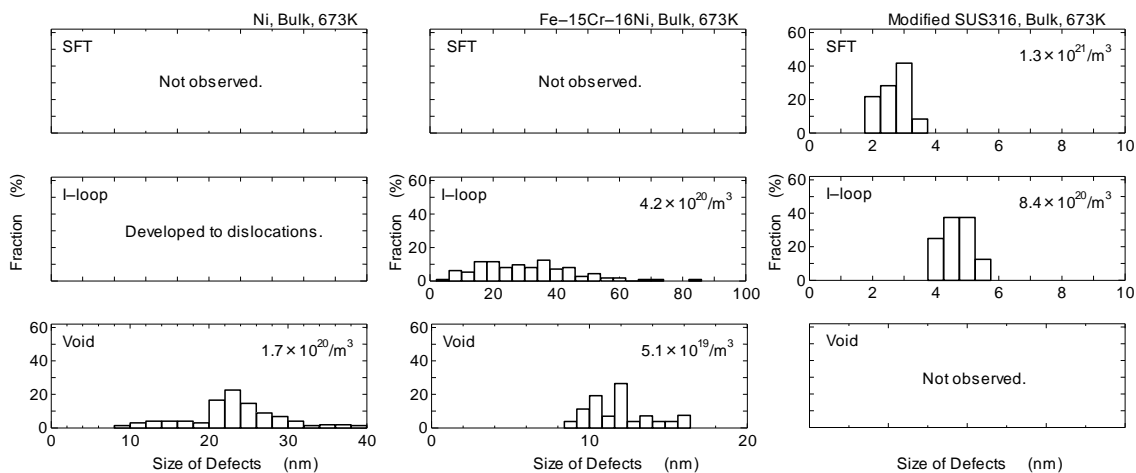 Ni, Bulk, 673K
Fe–15Cr–16Ni, Bulk, 673K
Modified SUS316, Bulk, 673K
SFT
Not observed.
SFT
Not observed.
60
40
20
0
SFT
1.3 × 10²¹/m³
0 2 4 6 8 10
Fraction (%)
I–loop
Developed to dislocations.
Fraction (%)
60
40
20
0
I–loop
4.2 × 10²⁰/m³
0 20 40 60 80 100
Fraction (%)
60
40
20
0
I–loop
8.4 × 10²⁰/m³
0 2 4 6 8 10
60
40
20
0
Void
1.7 × 10²⁰/m³
0 10 20 30 40
Size of Defects (nm)
60
40
20
0
Void
5.1 × 10¹⁹/m³
0 10 20
Size of Defects (nm)
Void
Not observed.
Size of Defects (nm)